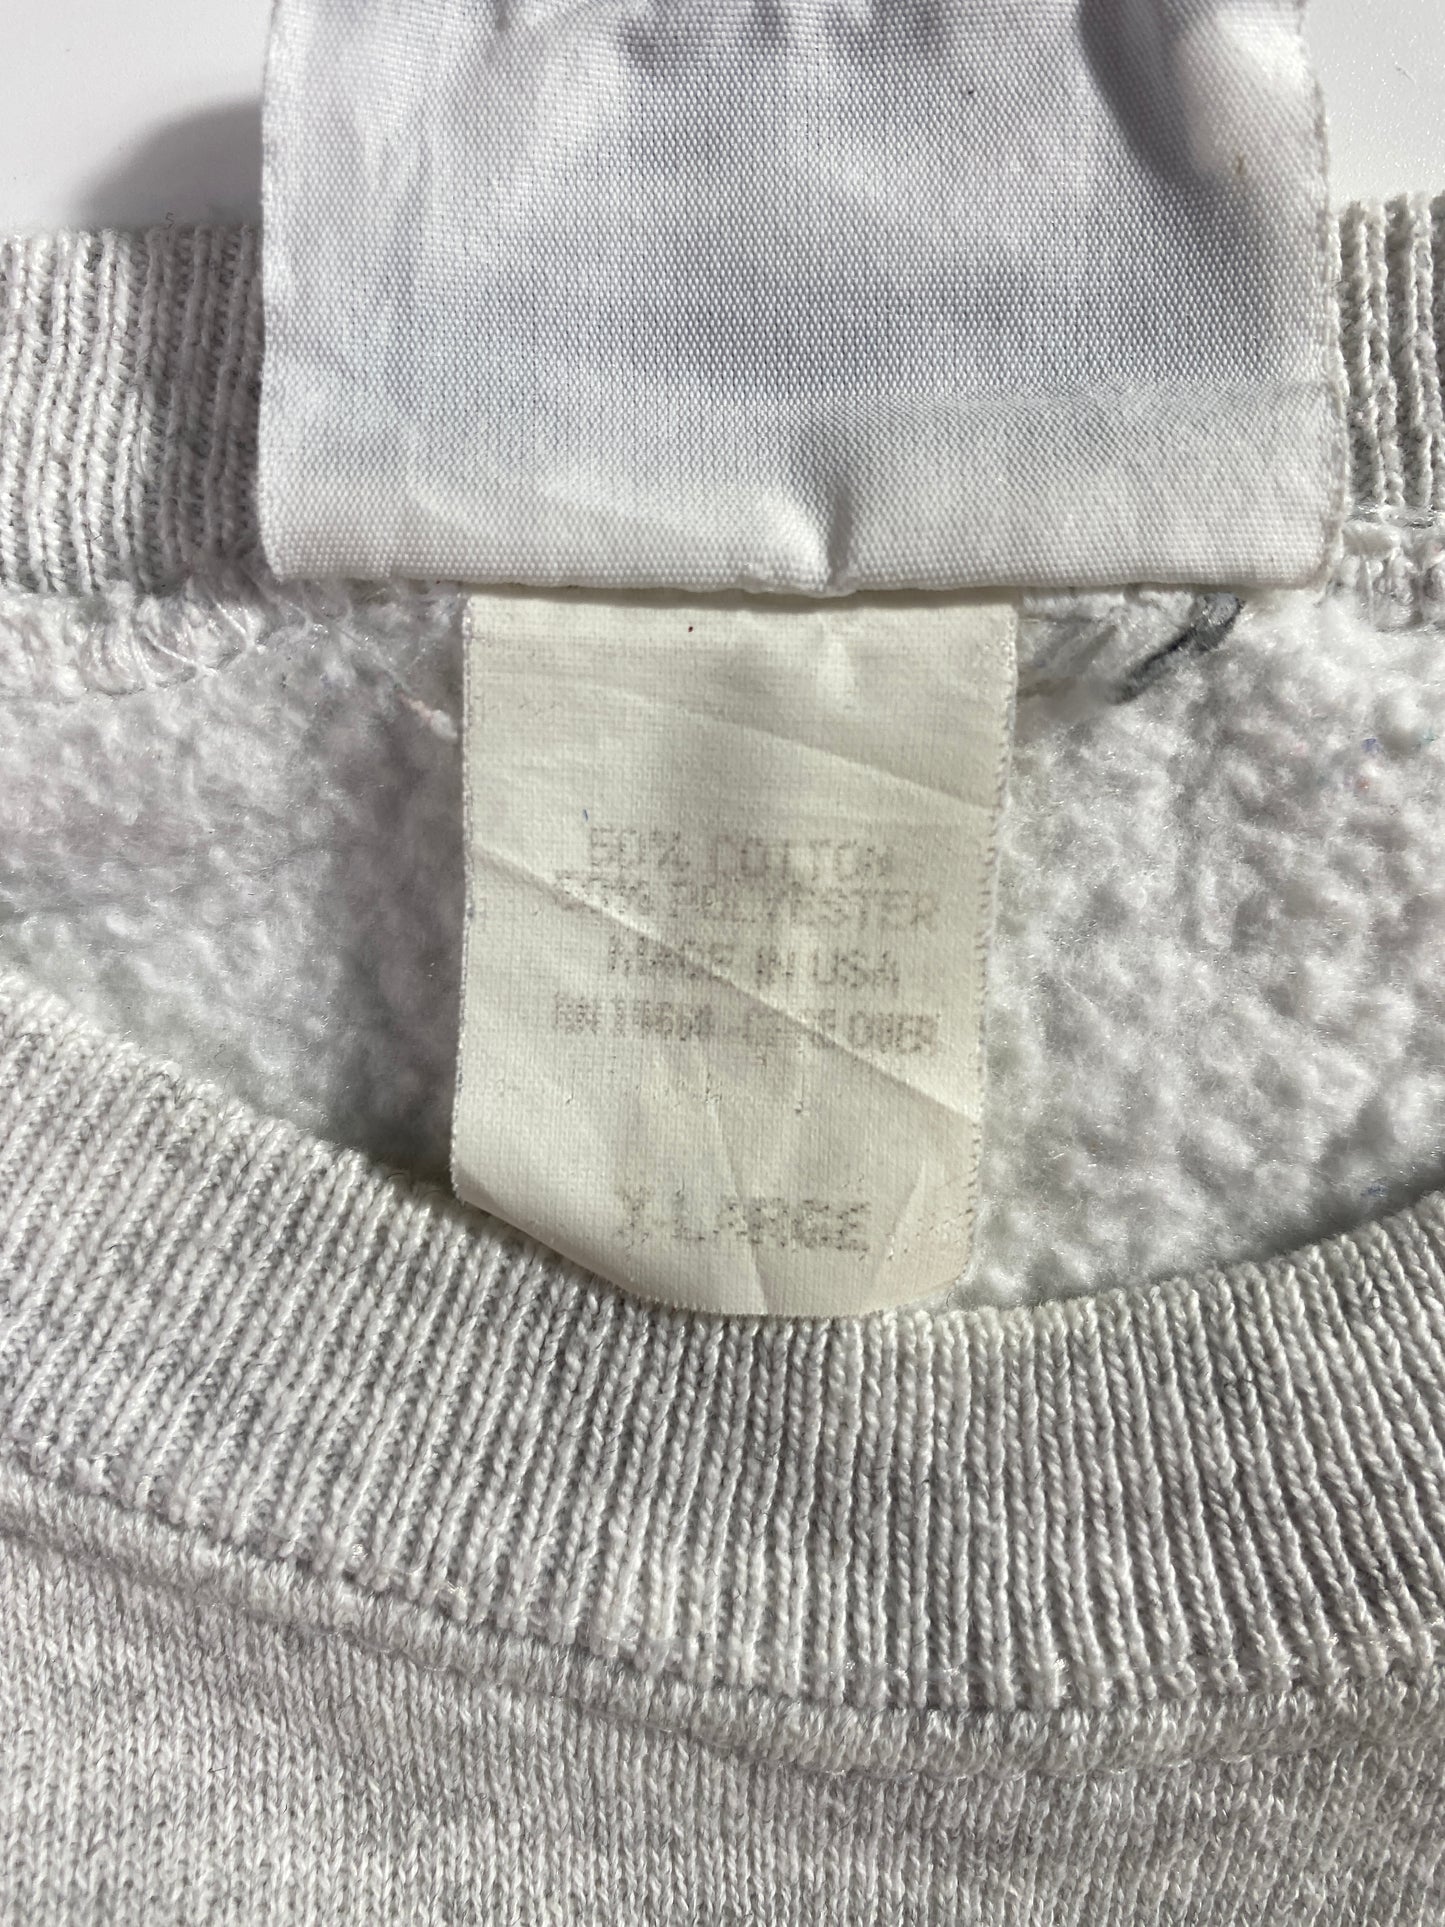 50% COTTON
50% POLYESTER
MADE IN USA
X-LARGE